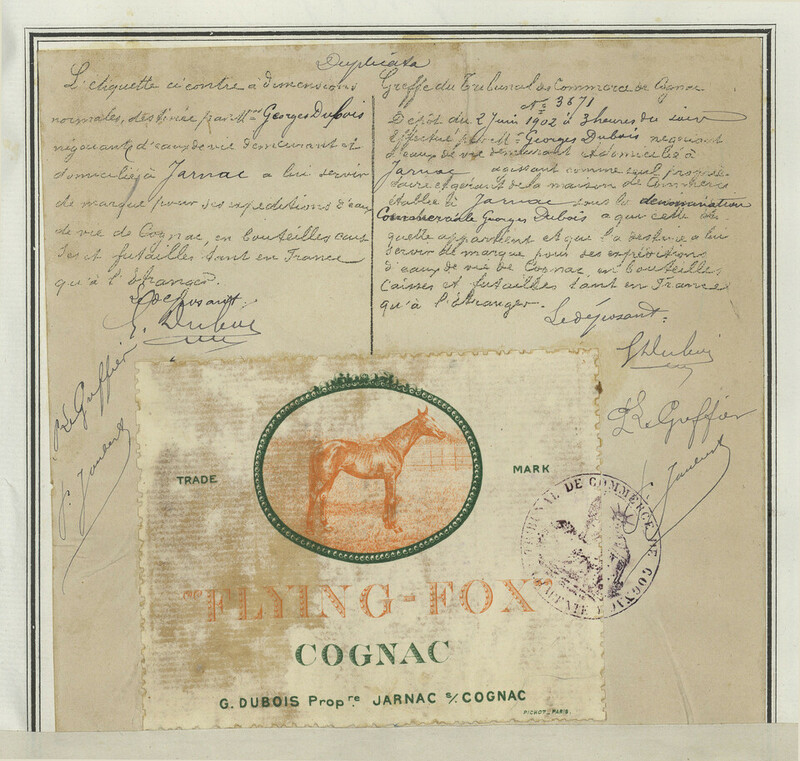 Duplicata
L'étiquette ci contre à dimensions
normales, destinée par Mr Georges Dubois
négociant d'eaux de vie demeurant et
domicilié à Jarnac a lui servir
de marque pour ses expéditions d'eaux
de vie de Cognac, en bouteilles cais
ses et futailles tant en France
qu'à l'étranger.
Le déposant.
G. Dubois
Le Greffier
P. Jaubert
Greffe du Tribunal de Commerce de Cognac
No 3671
Dépôt du 2 Juin 1902 à 3 heures du soir
Effectué par Mr Georges Dubois négociant
d'eaux de vie demeurant et domicilié à
Jarnac agissant comme seul proprié-
taire et gérant de la maison de Commerce
établie à Jarnac sous la dénomination
Commerciale Georges Dubois a qui cette éti
quette appartient et qui l'a destinée a lui
servir de marque pour ses expéditions
d'eaux de vie de Cognac, en bouteilles
Caisses et futailles tant en France
qu'à l'étranger.
Le déposant:
G Dubois
Le Greffier
Jaubert
TRADE MARK
"FLYING-FOX"
COGNAC
G. DUBOIS Propre JARNAC s/ COGNAC
PICHOT, PARIS.
TRIBUNAL DE COMMERCE DE COGNAC